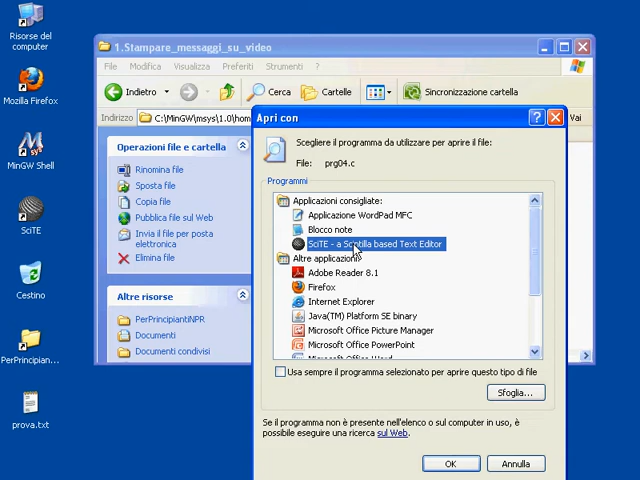 Risorse del
computer
Mozilla Firefox
MinGW Shell
SciTE
Cestino
PerPrincipian...
prova.txt
1.Stampare_messaggi_su_video
File Modifica Visualizza Preferiti Strumenti ?
Indietro Cerca Cartelle Sincronizzazione cartella
Indirizzo C:\MinGW\msys\1.0\hom Vai
Operazioni file e cartella
Rinomina file
Sposta file
Copia file
Pubblica file sul Web
Invia il file per posta
elettronica
Elimina file
Altre risorse
PerPrincipiantiNPR
Documenti
Documenti condivisi
Apri con
Scegliere il programma da utilizzare per aprire il file:
File: prg04.c
Programmi
Applicazioni consigliate:
Applicazione WordPad MFC
Blocco note
SciTE - a Scintilla based Text Editor
Altre applicazioni:
Adobe Reader 8.1
Firefox
Internet Explorer
Java(TM) Platform SE binary
Microsoft Office Picture Manager
Microsoft Office PowerPoint
Microsoft Office Word
Usa sempre il programma selezionato per aprire questo tipo di file
Sfoglia...
Se il programma non è presente nell'elenco o sul computer in uso, è
possibile eseguire una ricerca sul Web.
OK Annulla